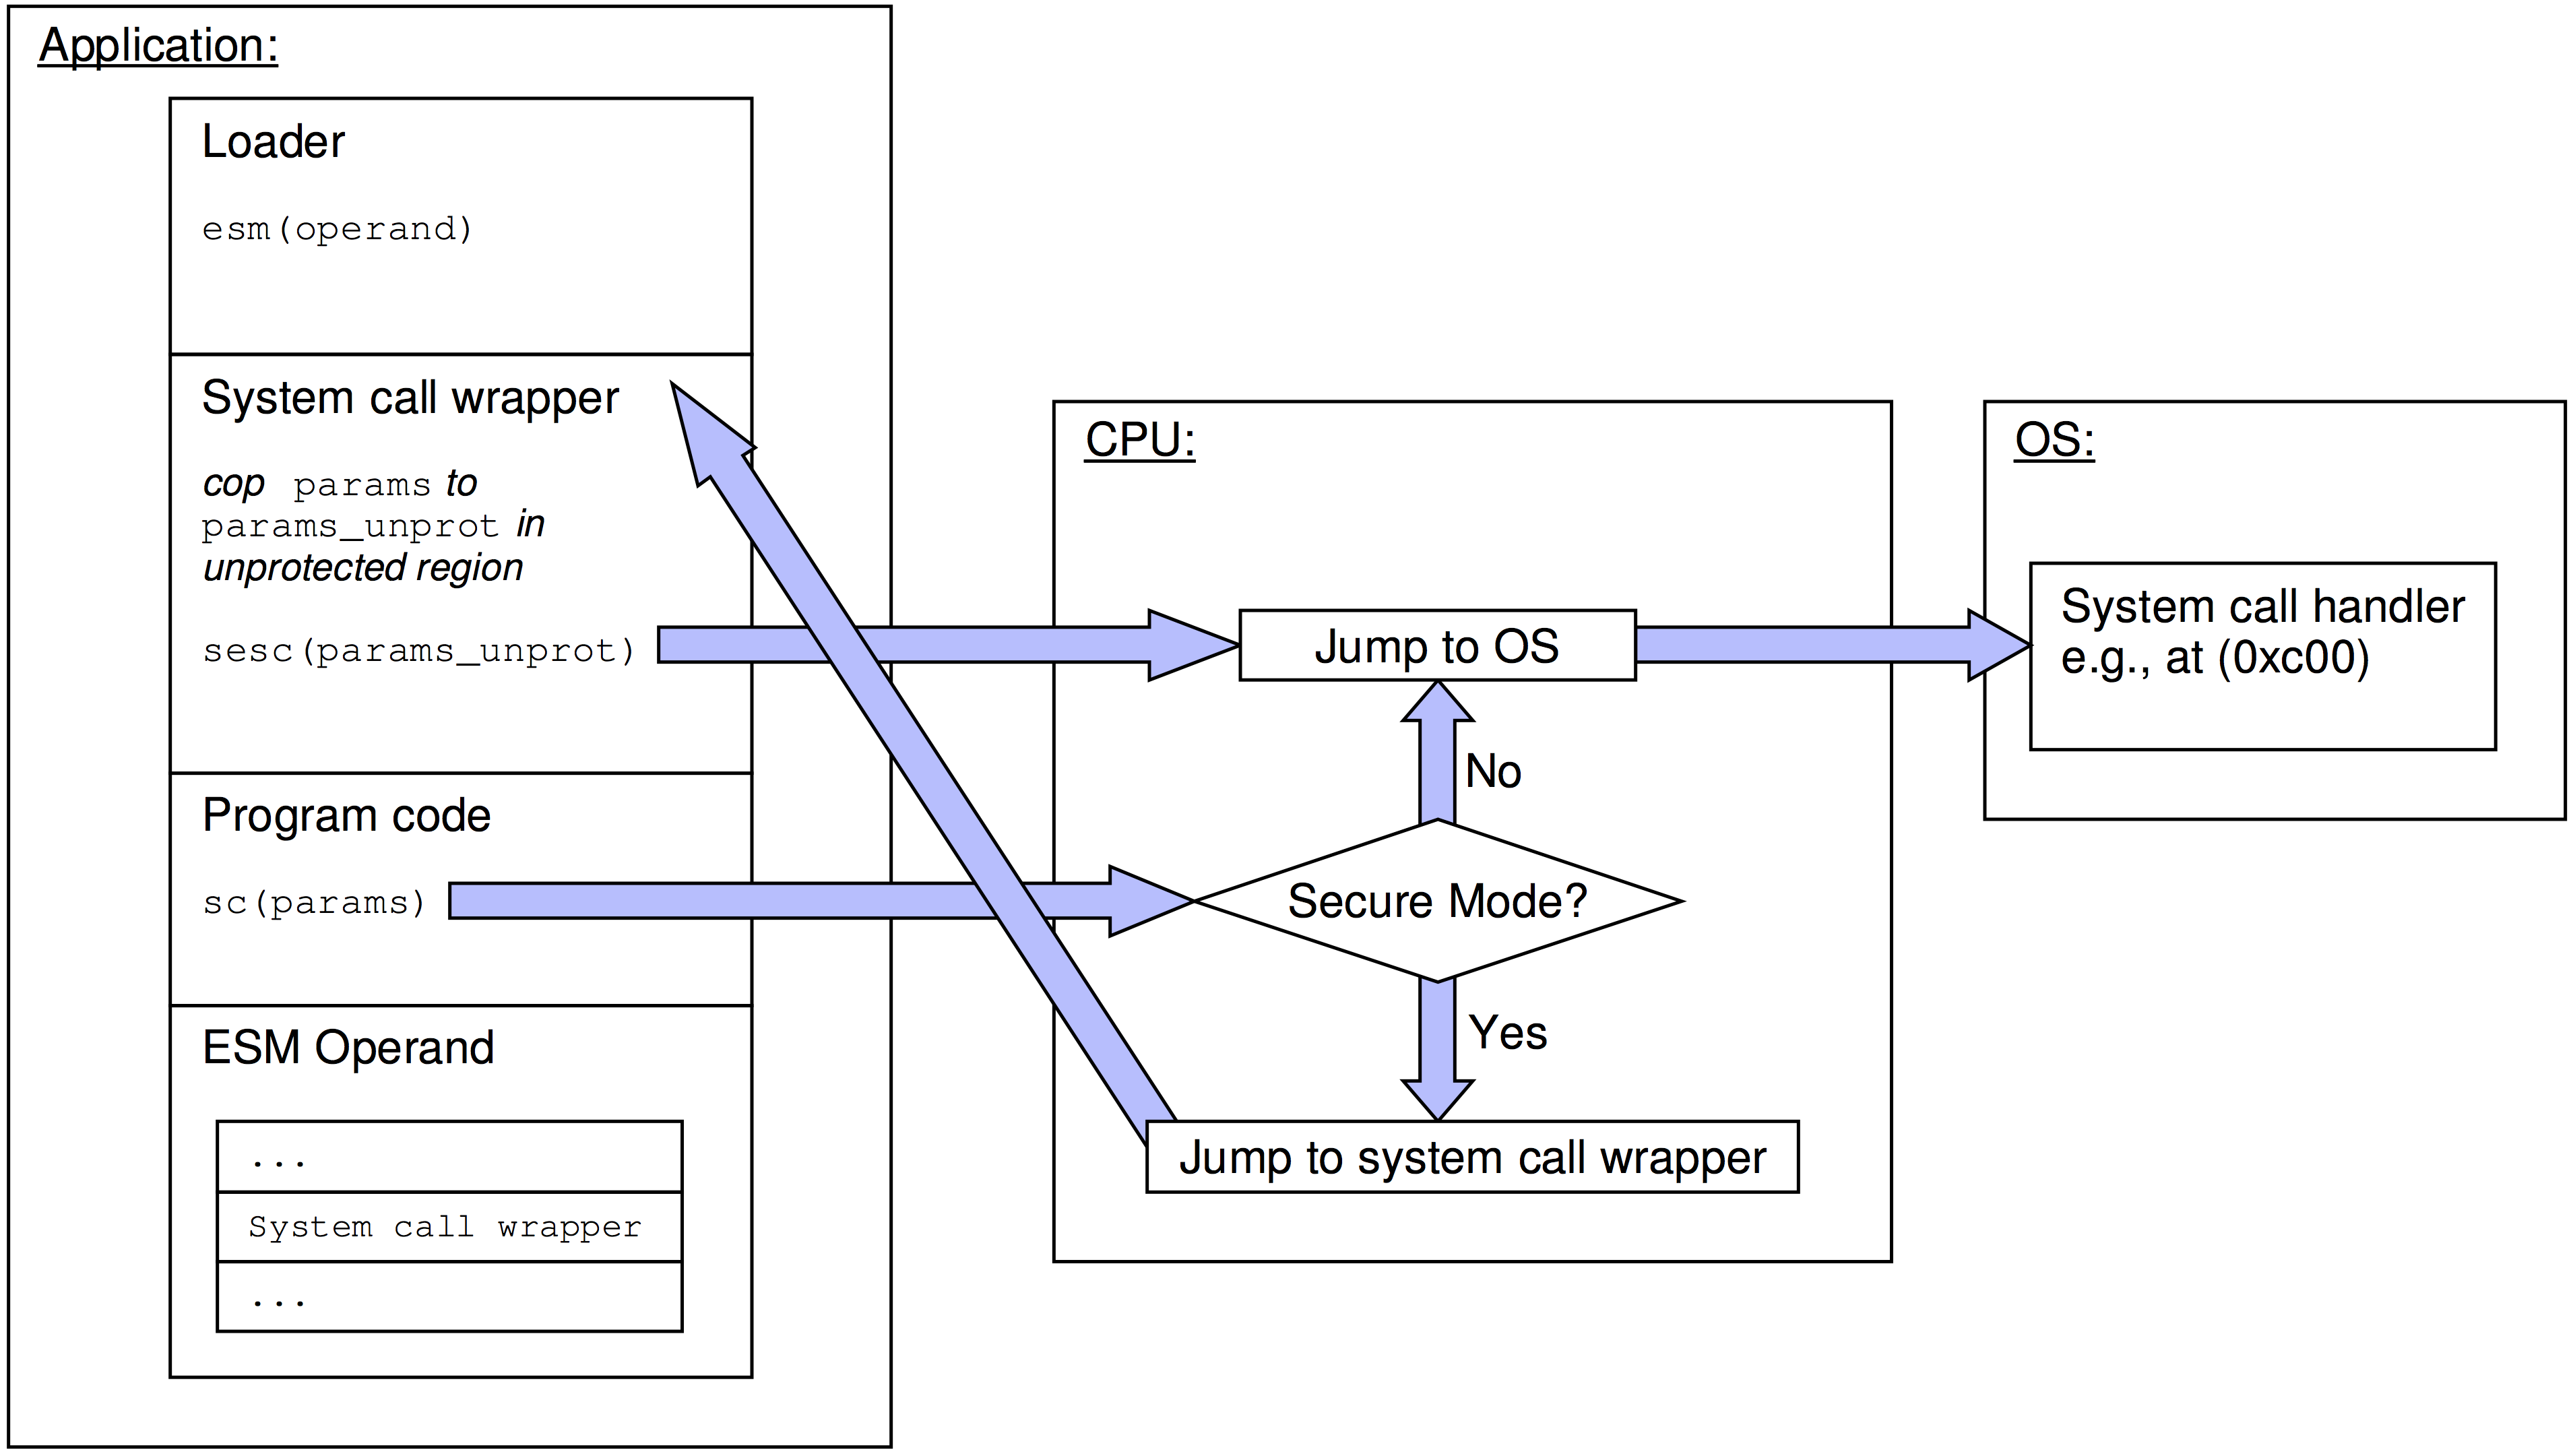 Application:
Loader
esm(operand)
System call wrapper
cop params to
params_unprot in
unprotected region
sesc(params_unprot)
Program code
sc(params)
ESM Operand
...
System call wrapper
...
CPU:
Jump to OS
No
Secure Mode?
Yes
Jump to system call wrapper
OS:
System call handler
e.g., at (0xc00)